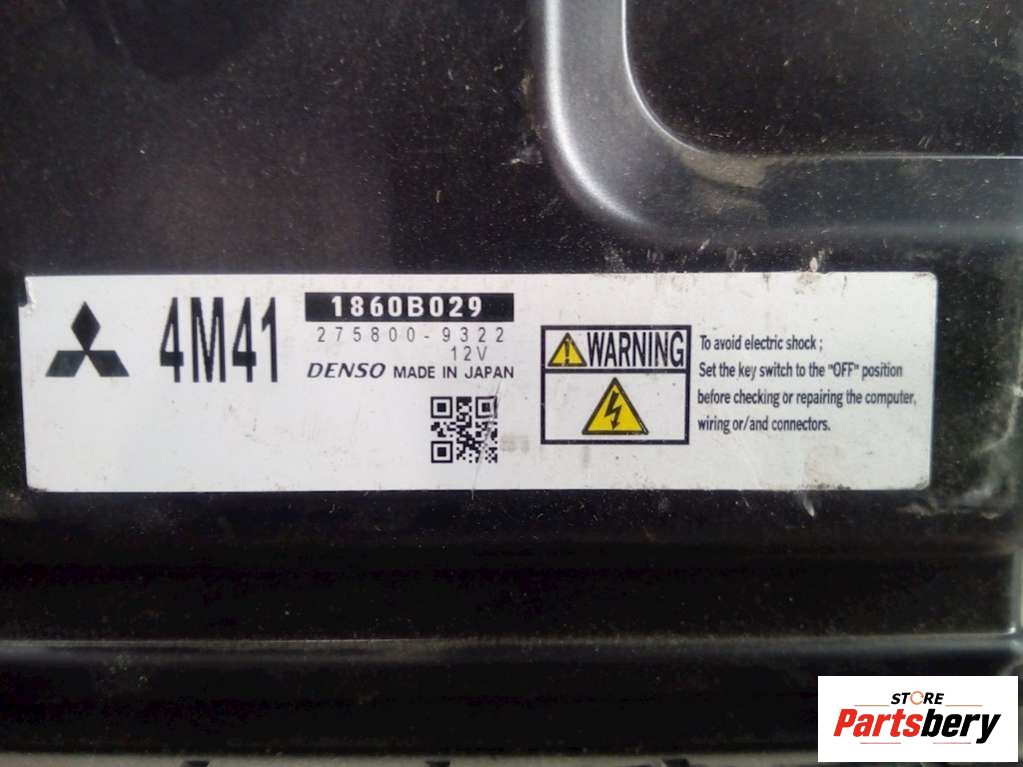 4M41
1860B029
275800-9322
12V
DENSO MADE IN JAPAN
WARNING
To avoid electric shock ;
Set the key switch to the "OFF" position
before checking or repairing the computer,
wiring or/and connectors.
STORE
Partsbery